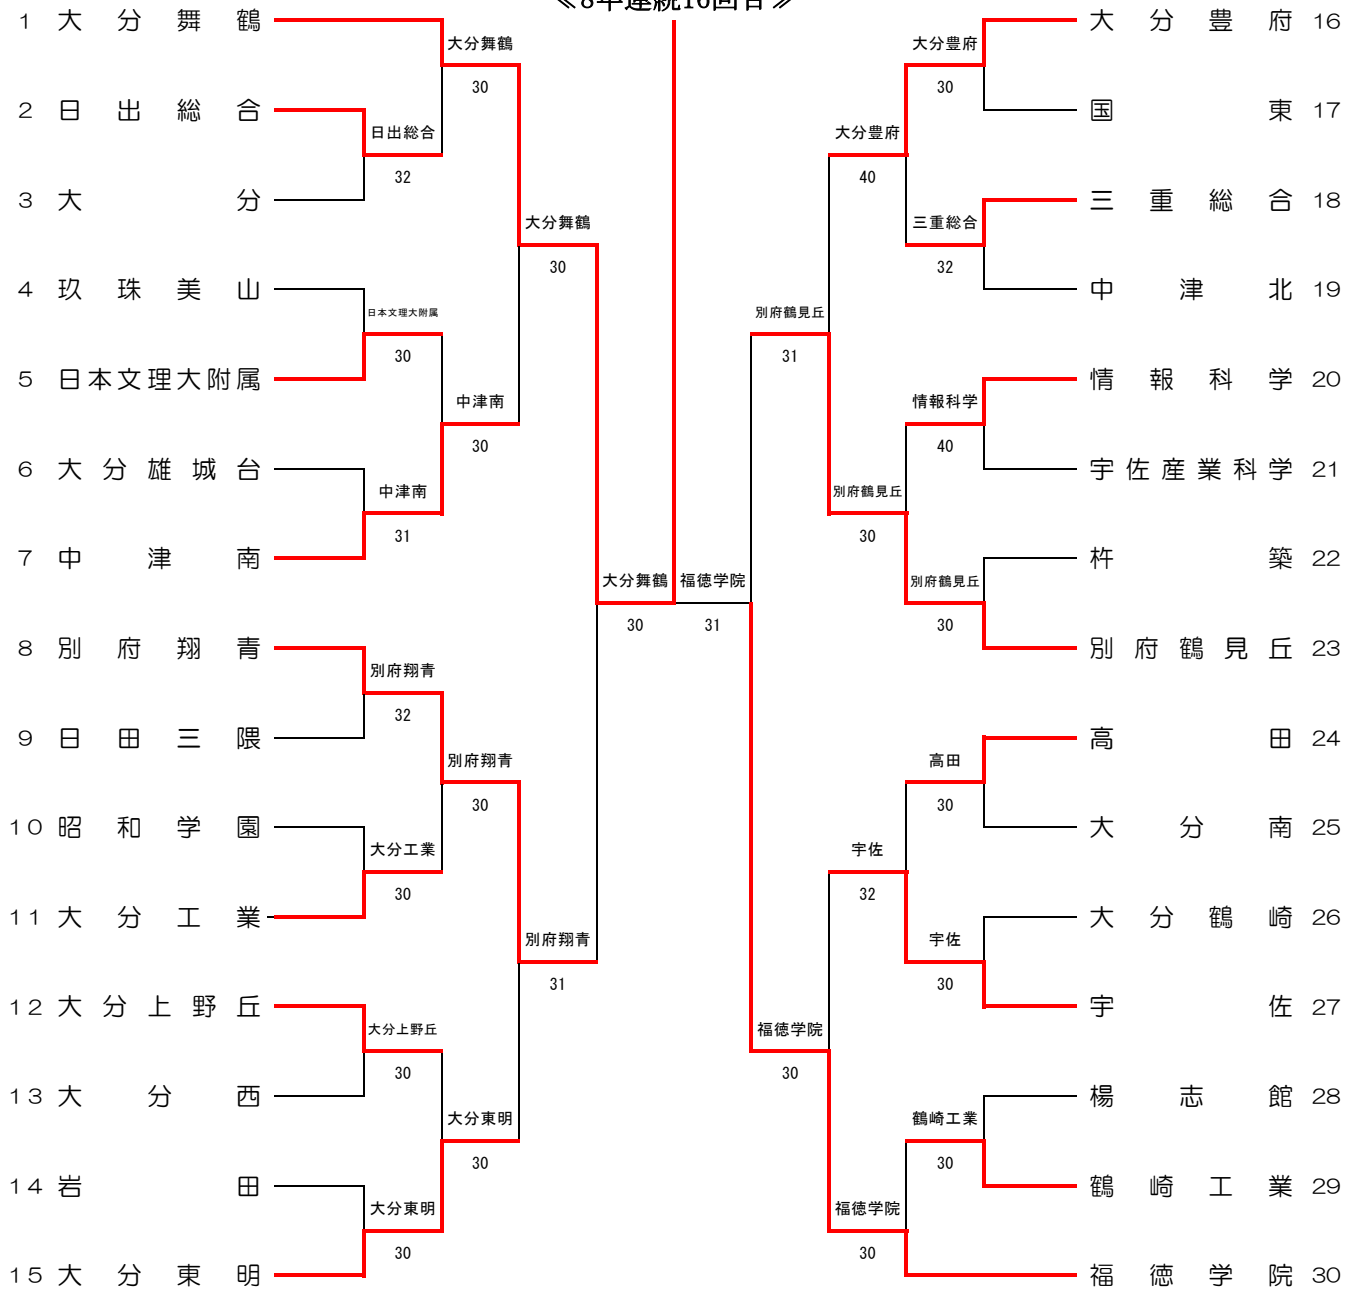 ≪8年連続16回目≫
1 大分舞鶴
2 日出総合
3 大分
4 玖珠美山
5 日本文理大附属
6 大分雄城台
7 中津南
8 別府翔青
9 日田三隈
10 昭和学園
11 大分工業
12 大分上野丘
13 大分西
14 岩田
15 大分東明
日出総合
32
日本文理大附属
30
中津南
31
別府翔青
32
大分工業
30
大分上野丘
30
大分東明
30
大分舞鶴
30
中津南
30
別府翔青
30
大分東明
30
大分舞鶴
30
別府翔青
31
大分舞鶴
30
福徳学院
31
別府鶴見丘
31
福徳学院
30
大分豊府
40
別府鶴見丘
30
宇佐
32
福徳学院
30
大分豊府
30
三重総合
32
情報科学
40
別府鶴見丘
30
高田
30
宇佐
30
鶴崎工業
30
大分豊府 16
国東 17
三重総合 18
中津北 19
情報科学 20
宇佐産業科学 21
杵築 22
別府鶴見丘 23
高田 24
大分南 25
大分鶴崎 26
宇佐 27
楊志館 28
鶴崎工業 29
福徳学院 30